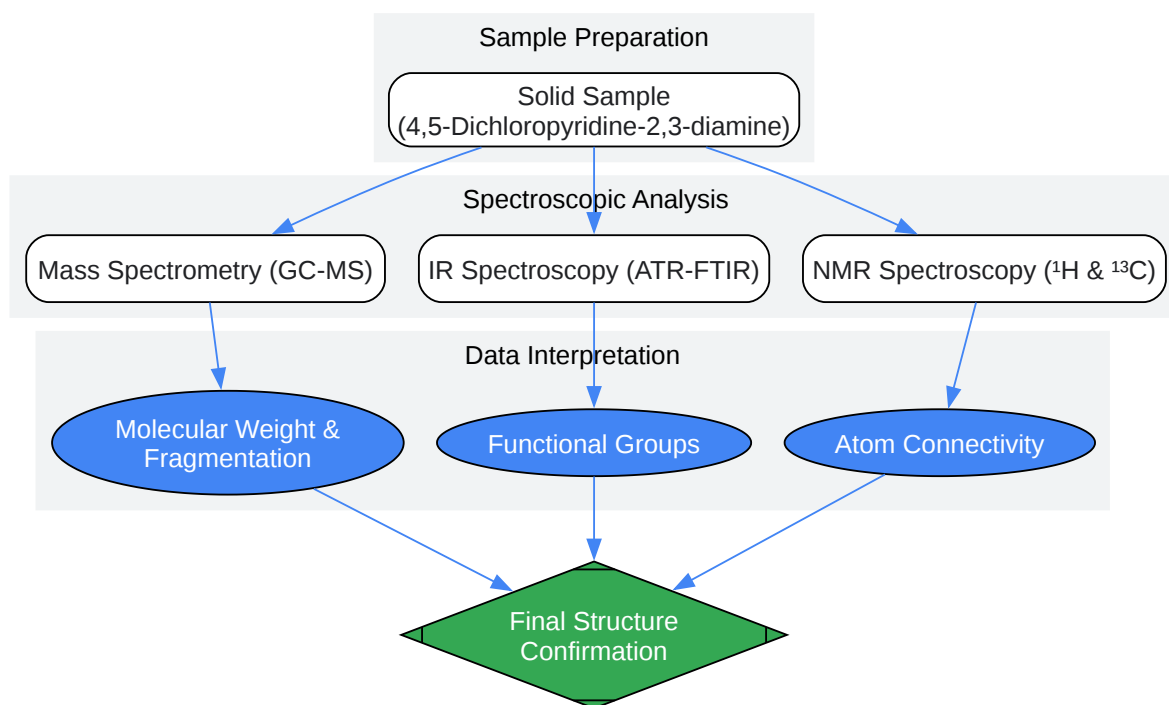 Sample Preparation
Solid Sample
(4,5-Dichloropyridine-2,3-diamine)
Spectroscopic Analysis
Mass Spectrometry (GC-MS)
IR Spectroscopy (ATR-FTIR)
NMR Spectroscopy (¹H & ¹³C)
Data Interpretation
Molecular Weight &
Fragmentation
Functional Groups
Atom Connectivity
Final Structure
Confirmation